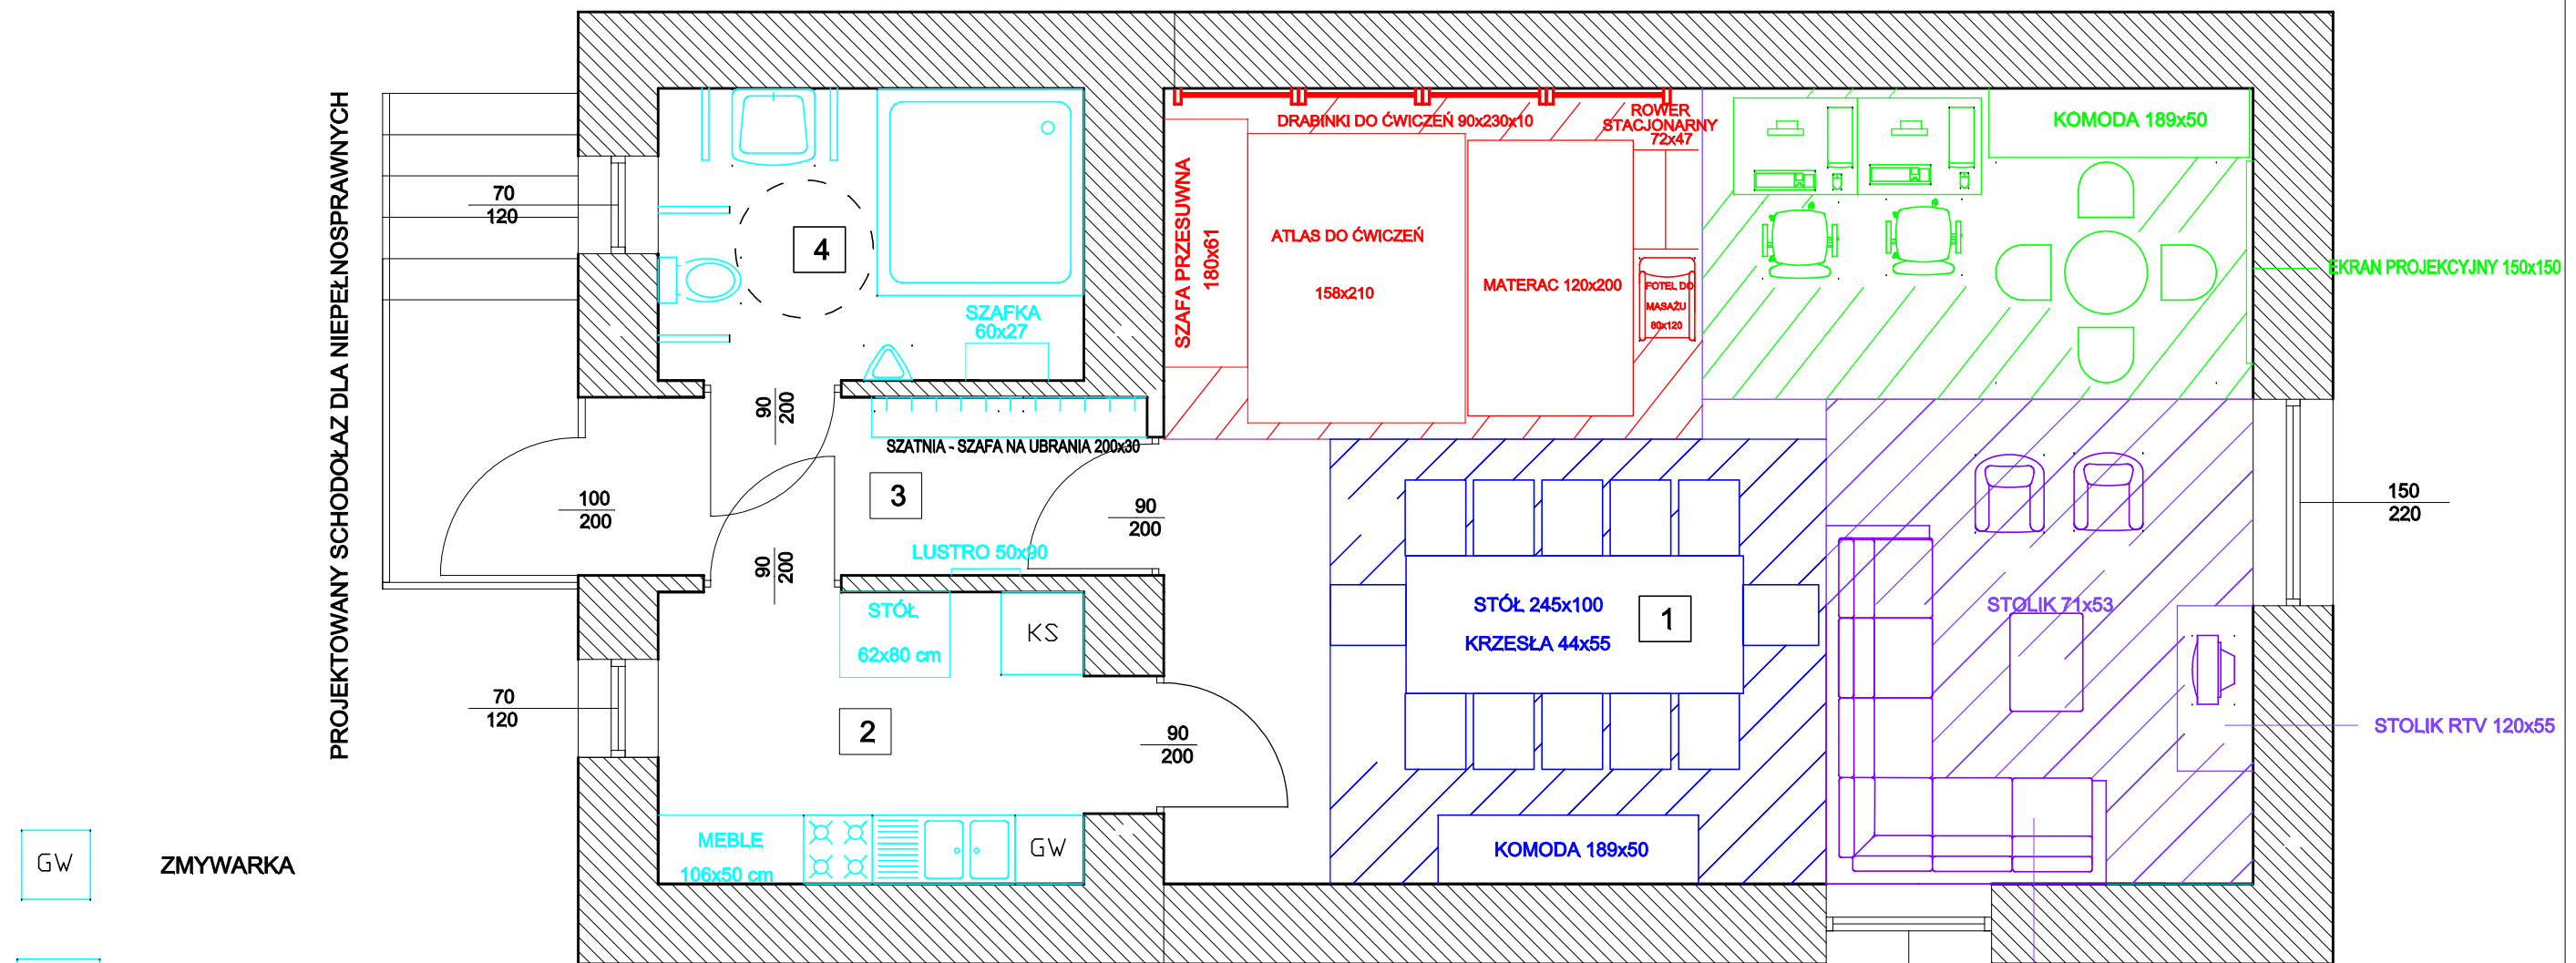 PROJEKTOWANY SCHODOŁAZ DLA NIEPEŁNOSPRAWNYCH
70
120
4
SZAFKA
60x27
90
200
100
200
SZATNIA - SZAFA NA UBRANIA 200x30
3
90
200
LUSTRO 50x90
90
200
STÓŁ
62x80 cm
KS
70
120
2
90
200
MEBLE
106x50 cm
GW
GW
ZMYWARKA
DRABINKI DO ĆWICZEŃ 90x230x10
ROWER
STACJONARNY
72x47
SZAFA PRZESUWNA
180x61
ATLAS DO ĆWICZEŃ
158x210
MATERAC 120x200
FOTEL DO
MASAŻU
80x120
KOMODA 189x50
EKRAN PROJEKCYJNY 150x150
150
220
STÓŁ 245x100
KRZESŁA 44x55
1
STOLIK 71x53
STOLIK RTV 120x55
KOMODA 189x50